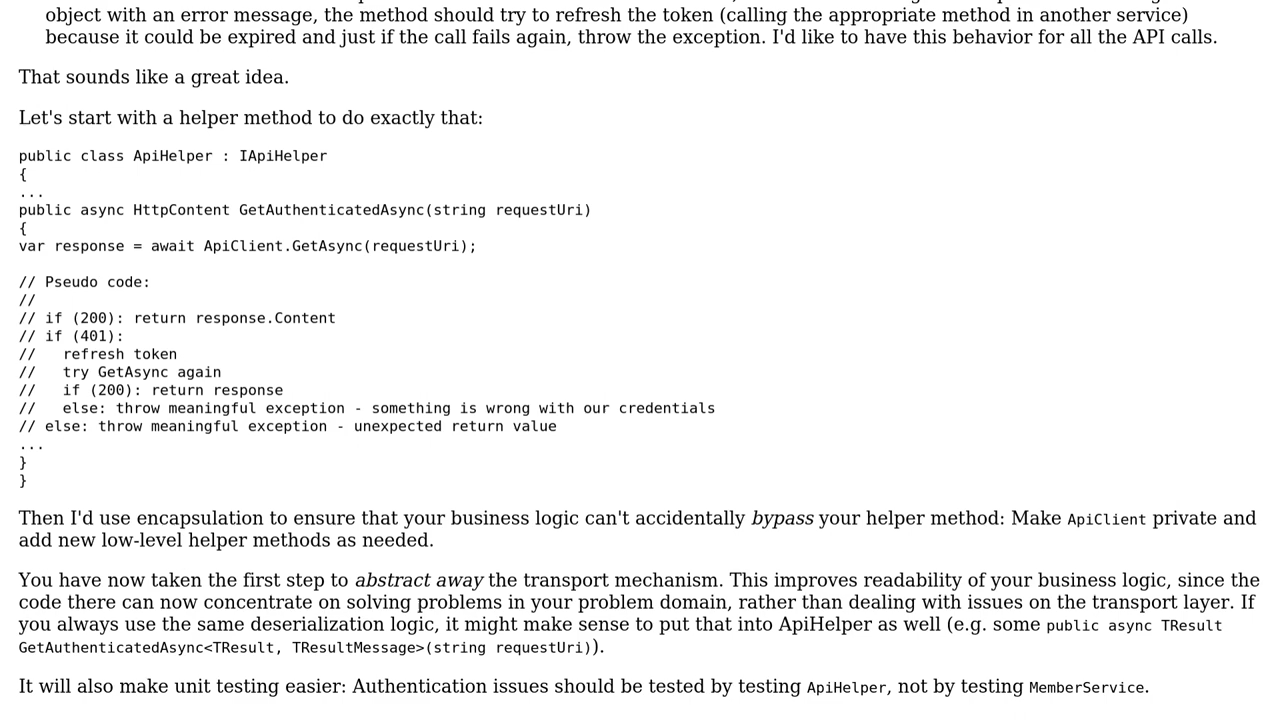 object with an error message, the method should try to refresh the token (calling the appropriate method in another service)
because it could be expired and just if the call fails again, throw the exception. I'd like to have this behavior for all the API calls.
That sounds like a great idea.
Let's start with a helper method to do exactly that:
public class ApiHelper : IApiHelper
{
...
public async HttpContent GetAuthenticatedAsync(string requestUri)
{
var response = await ApiClient.GetAsync(requestUri);
// Pseudo code:
//
// if (200): return response.Content
// if (401):
//   refresh token
//   try GetAsync again
//   if (200): return response
//   else: throw meaningful exception - something is wrong with our credentials
// else: throw meaningful exception - unexpected return value
...
}
}
Then I'd use encapsulation to ensure that your business logic can't accidentally bypass your helper method: Make ApiClient private and
add new low-level helper methods as needed.
You have now taken the first step to abstract away the transport mechanism. This improves readability of your business logic, since the
code there can now concentrate on solving problems in your problem domain, rather than dealing with issues on the transport layer. If
you always use the same deserialization logic, it might make sense to put that into ApiHelper as well (e.g. some public async TResult
GetAuthenticatedAsync<TResult, TResultMessage>(string requestUri)).
It will also make unit testing easier: Authentication issues should be tested by testing ApiHelper, not by testing MemberService.